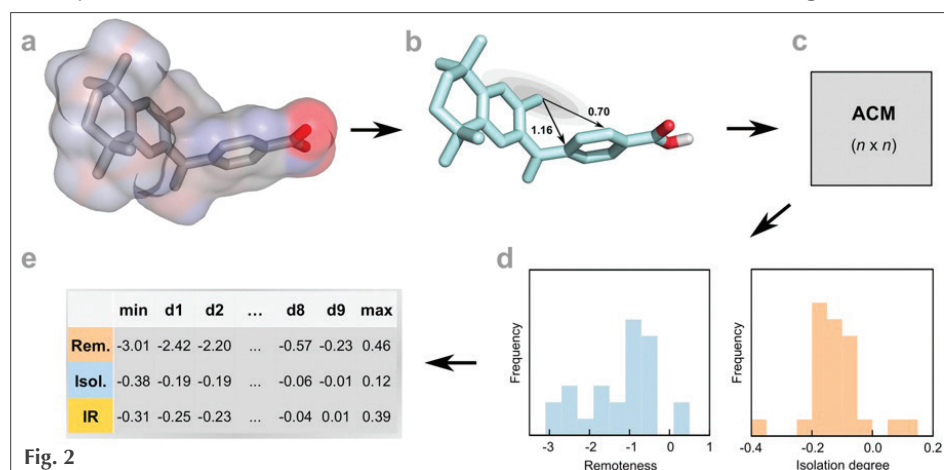 a
b
c
0.70
1.16
ACM
(n x n)
e
d
min d1 d2 ... d8 d9 max
Rem. -3.01 -2.42 -2.20 ... -0.57 -0.23 0.46
Isol. -0.38 -0.19 -0.19 ... -0.06 -0.01 0.12
IR -0.31 -0.25 -0.23 ... -0.04 0.01 0.39
Frequency
-3 -2 -1 0 1
Remoteness
Frequency
-0.4 -0.2 0.0 0.2
Isolation degree
Fig. 2